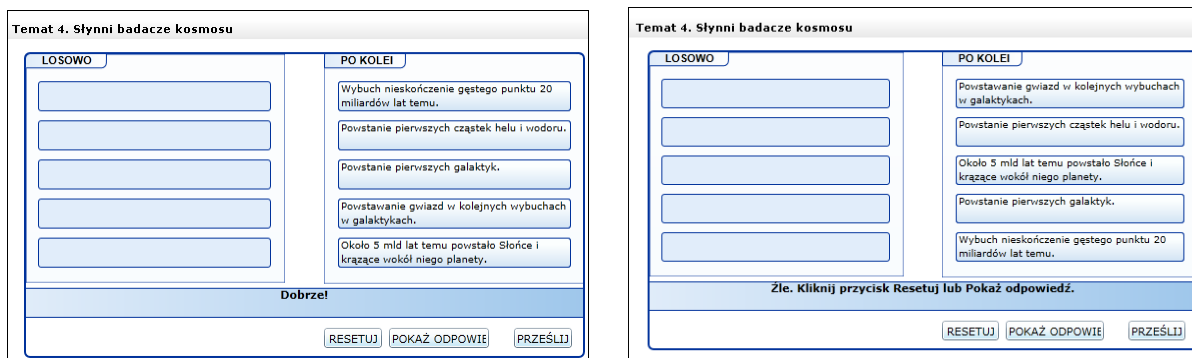 Temat 4. Słynni badacze kosmosu
LOSOWO
PO KOLEI
Wybuch nieskończenie gęstego punktu 20
miliardów lat temu.
Powstanie pierwszych cząstek helu i wodoru.
Powstanie pierwszych galaktyk.
Powstawanie gwiazd w kolejnych wybuchach
w galaktykach.
Około 5 mld lat temu powstało Słońce i
krązące wokół niego planety.
Dobrze!
RESETUJ
POKAŻ ODPOWIE
PRZEŚLIJ
Temat 4. Słynni badacze kosmosu
LOSOWO
PO KOLEI
Powstawanie gwiazd w kolejnych wybuchach
w galaktykach.
Powstanie pierwszych cząstek helu i wodoru.
Około 5 mld lat temu powstało Słońce i
krązące wokół niego planety.
Powstanie pierwszych galaktyk.
Wybuch nieskończenie gęstego punktu 20
miliardów lat temu.
Źle. Kliknij przycisk Resetuj lub Pokaż odpowiedź.
RESETUJ
POKAŻ ODPOWIE
PRZEŚLIJ